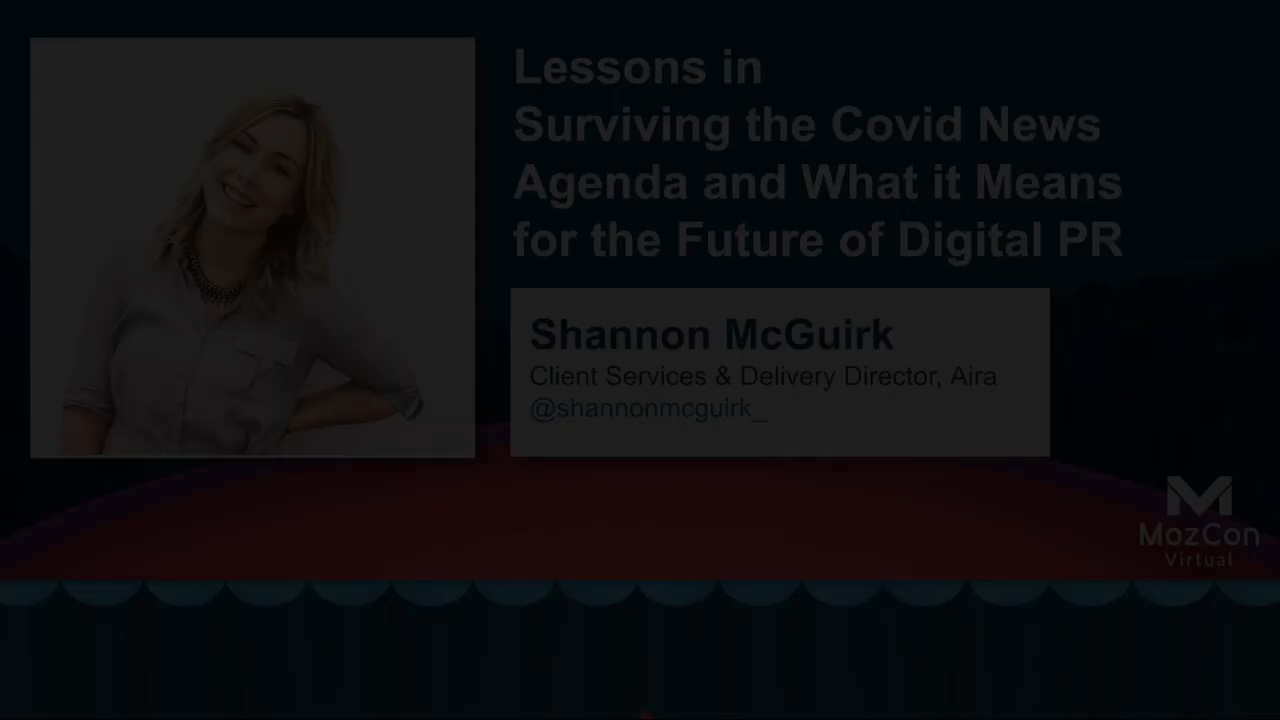 Lessons in
Surviving the Covid News
Agenda and What it Means
for the Future of Digital PR
Shannon McGuirk
Client Services & Delivery Director, Aira
@shannonmcguirk_
MozCon
Virtual